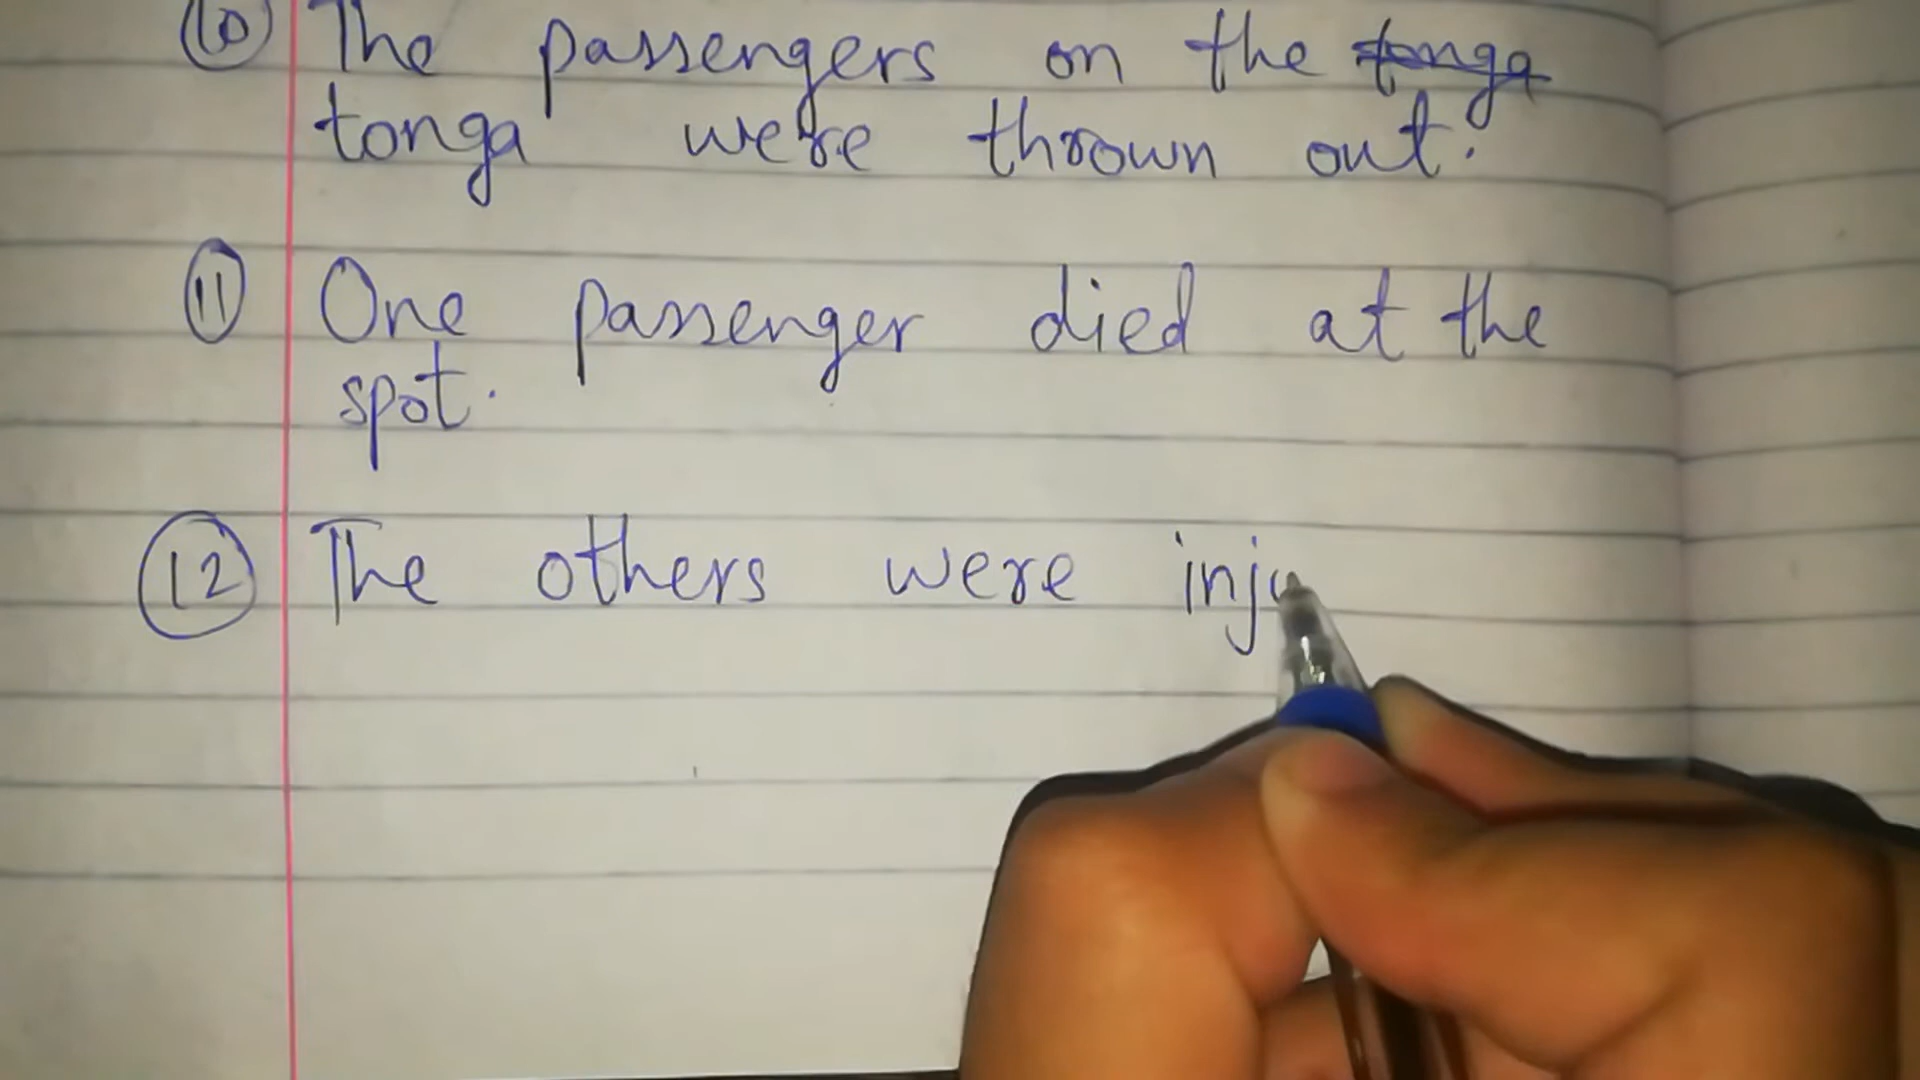 10 The passengers on the tonga
tonga were thrown out.
11 One passenger died at the
spot.
12 The others were inju